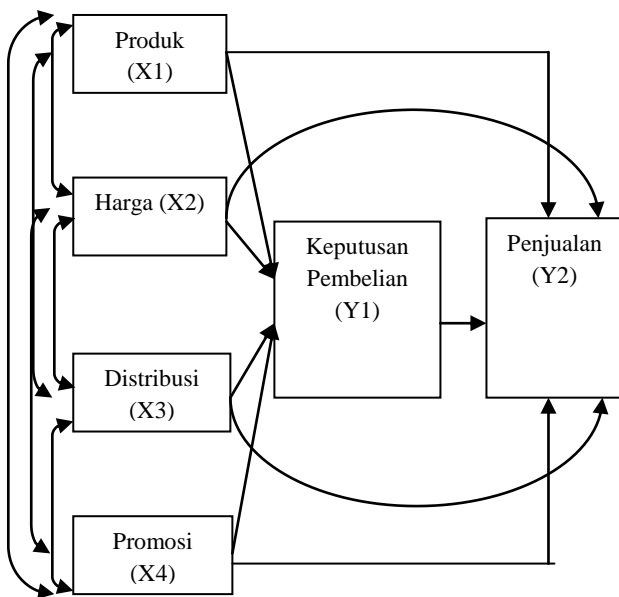 Produk
(X1)
Harga (X2)
Keputusan
Pembelian
(Y1)
Penjualan
(Y2)
Distribusi
(X3)
Promosi
(X4)